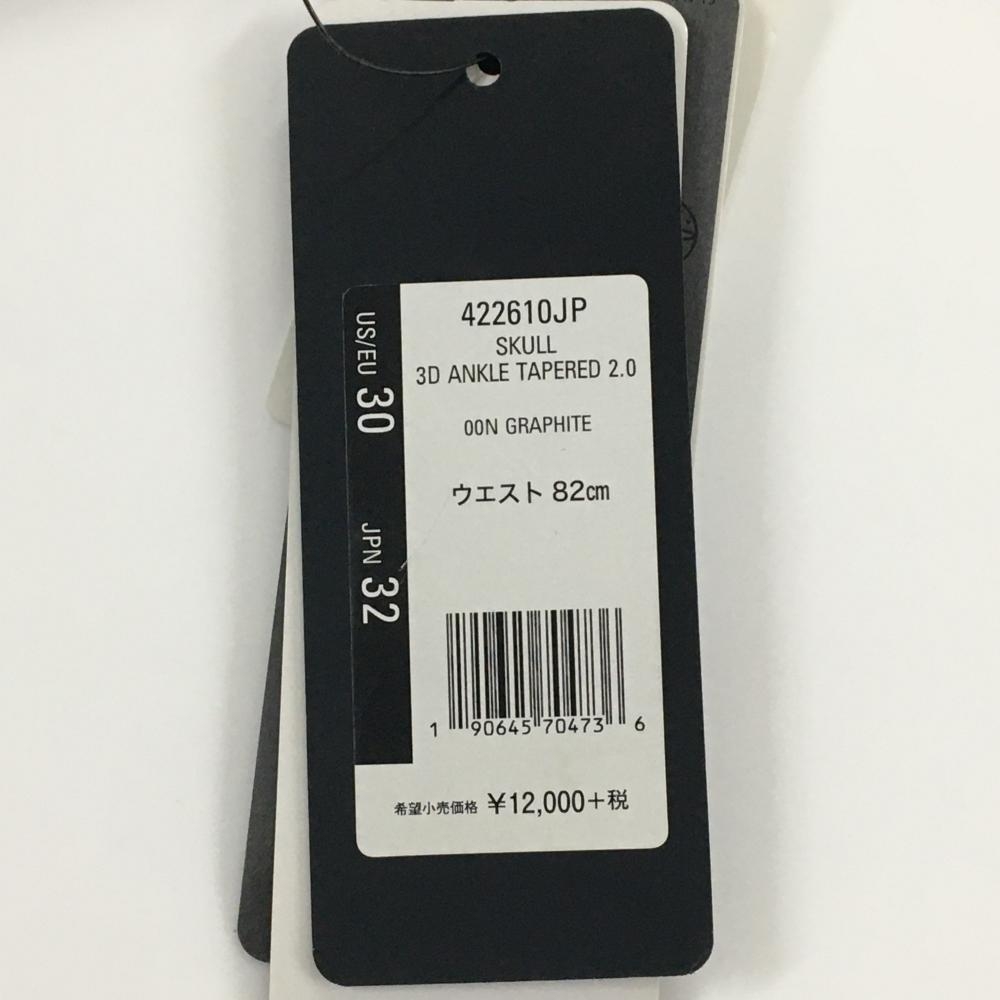 422610JP
SKULL
3D ANKLE TAPERED 2.0
00N GRAPHITE
ウエスト 82cm
US/EU 30
JPN 32
1 90645 70473 6
希望小売価格 ¥12,000+税